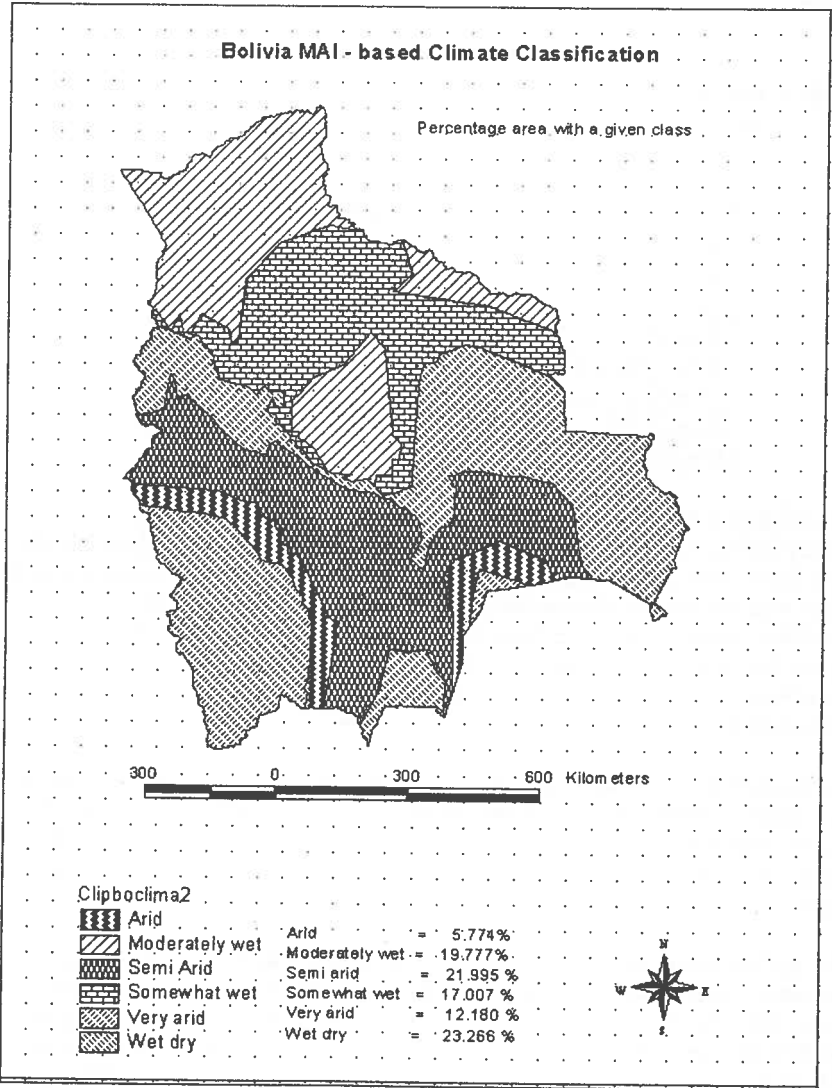 Bolivia MAI - based Climate Classification
Percentage area with a given class
300 0 300 600 Kilometers
Clipboclima2
Arid
Moderately wet
Semi Arid
Somewhat wet
Very arid
Wet dry
Arid = 5.774%
Moderately wet = 19.777%
Semi arid = 21.995 %
Somewhat wet = 17.007 %
Very arid = 12.180 %
Wet dry = 23.266 %
N
W E
S